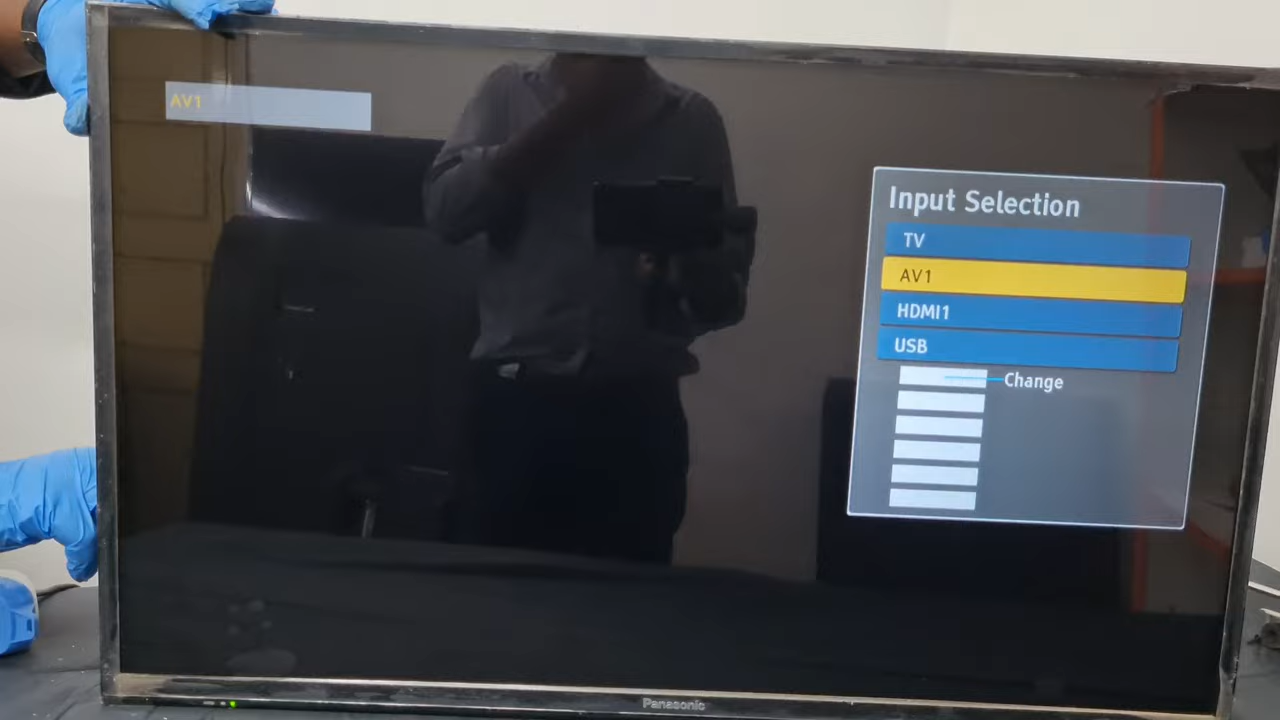 AV1
Input Selection
TV
AV1
HDMI1
USB
Change
Panasonic